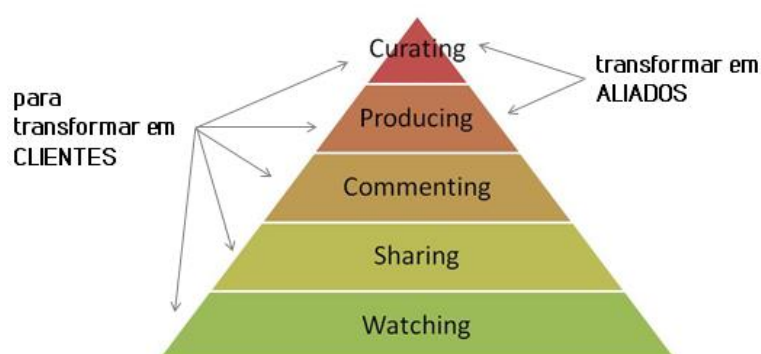 Curating
transformar em
ALIADOS
para
transformar em
CLIENTES
Producing
Commenting
Sharing
Watching